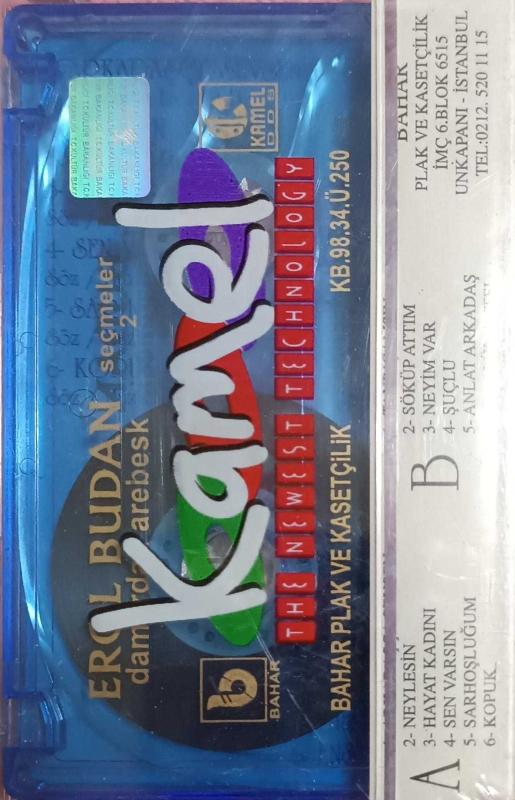 EROL BUDAN seçmeler
2
damardan arebesk
kamel
THE NEWEST TECHNOLOGY
BAHAR
KAMEL
DDS
BAHAR PLAK VE KASETÇİLİK
KB.98.34.Ü.250
A
2- NEYLESİN
3- HAYAT KADINI
4- SEN VARSIN
5- SARHOŞLUĞUM
6- KOPUK
B
2- SÖKÜP ATTIM
3- NEYİM VAR
4- ŞUÇLU
5- ANLAT ARKADAŞ
BAHAR
PLAK VE KASETÇİLİK
İMÇ 6.BLOK 6515
UNKAPANI - İSTANBUL
TEL:0212. 520 11 15